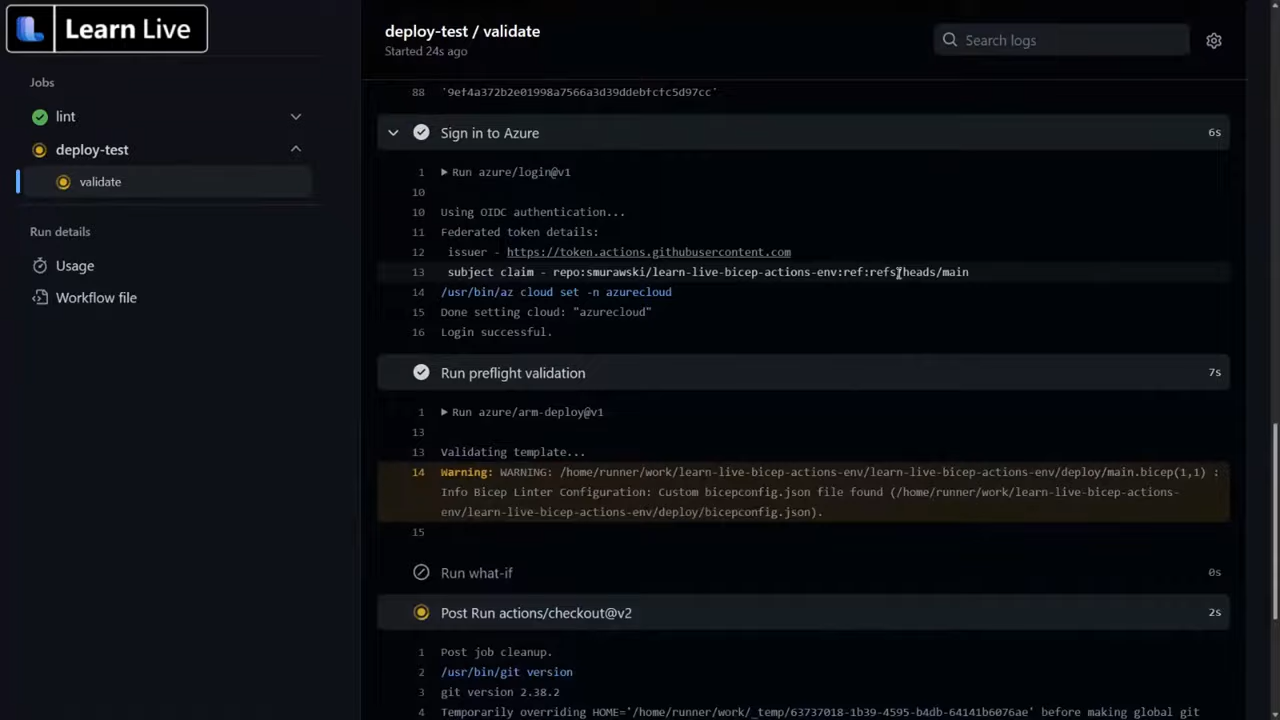 Learn Live
Jobs
lint
deploy-test
validate
Run details
Usage
Workflow file
deploy-test / validate
Started 24s ago
Search logs
88 '9ef4a372b2e01998a7566a3d39ddebfcfc5d97cc'
Sign in to Azure 6s
1 Run azure/login@v1
10
10 Using OIDC authentication...
11 Federated token details:
12 issuer - https://token.actions.githubusercontent.com
13 subject claim - repo:smurawski/learn-live-bicep-actions-env:ref:refs/heads/main
14 /usr/bin/az cloud set -n azurecloud
15 Done setting cloud: "azurecloud"
16 Login successful.
Run preflight validation 7s
1 Run azure/arm-deploy@v1
13
13 Validating template...
14 Warning: WARNING: /home/runner/work/learn-live-bicep-actions-env/learn-live-bicep-actions-env/deploy/main.bicep(1,1) :
Info Bicep Linter Configuration: Custom bicepconfig.json file found (/home/runner/work/learn-live-bicep-actions-
env/learn-live-bicep-actions-env/deploy/bicepconfig.json).
15
Run what-if 0s
Post Run actions/checkout@v2 2s
1 Post job cleanup.
2 /usr/bin/git version
3 git version 2.38.2
4 Temporarily overriding HOME='/home/runner/work/_temp/63737018-1b39-4595-b4db-64141b6076ae' before making global git